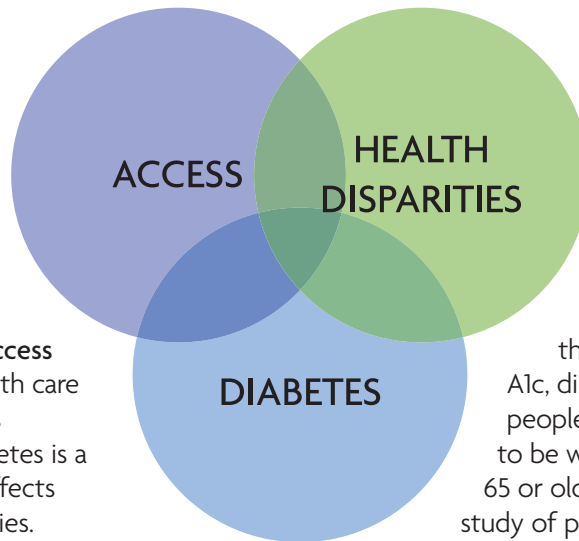 ACCESS
HEALTH
DISPARITIES
DIABETES
ccess
th care
etes is a
ffects
ies.
th
A1c, di
people
to be w
65 or old
study of p